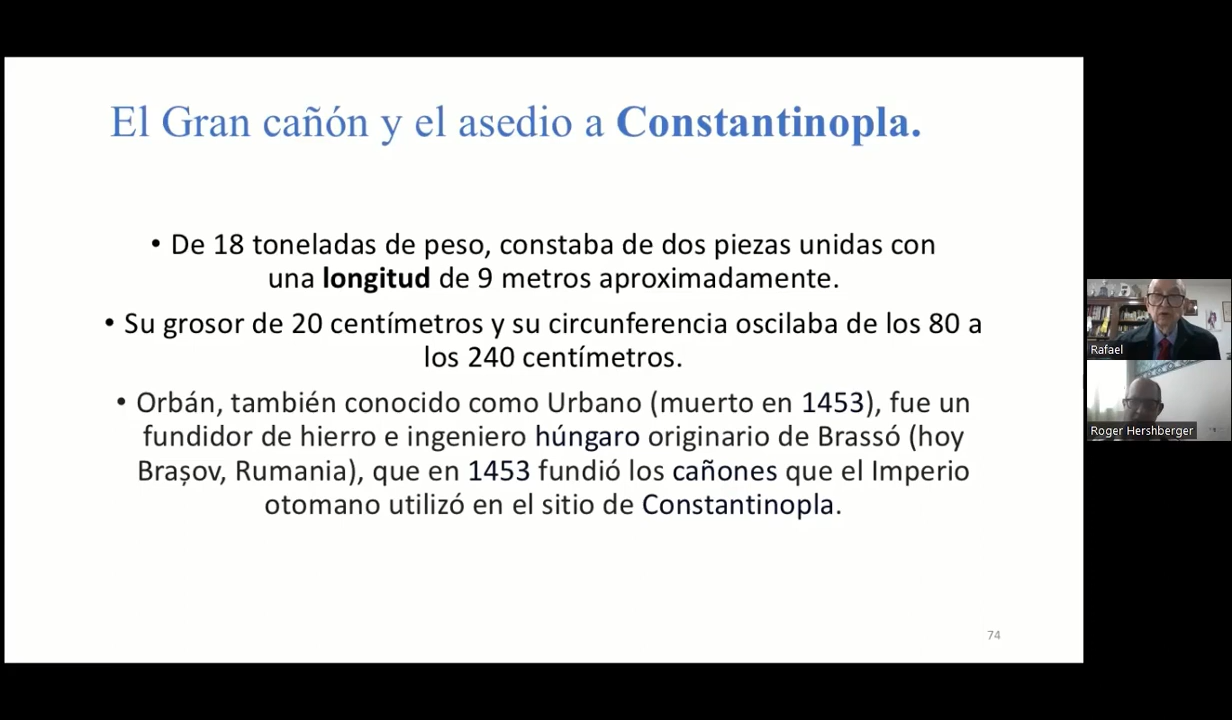 El Gran cañón y el asedio a Constantinopla.
• De 18 toneladas de peso, constaba de dos piezas unidas con
una longitud de 9 metros aproximadamente.
• Su grosor de 20 centímetros y su circunferencia oscilaba de los 80 a
los 240 centímetros.
• Orbán, también conocido como Urbano (muerto en 1453), fue un
fundidor de hierro e ingeniero húngaro originario de Brassó (hoy
Brașov, Rumania), que en 1453 fundió los cañones que el Imperio
otomano utilizó en el sitio de Constantinopla.
74
Rafael
Roger Hershberger